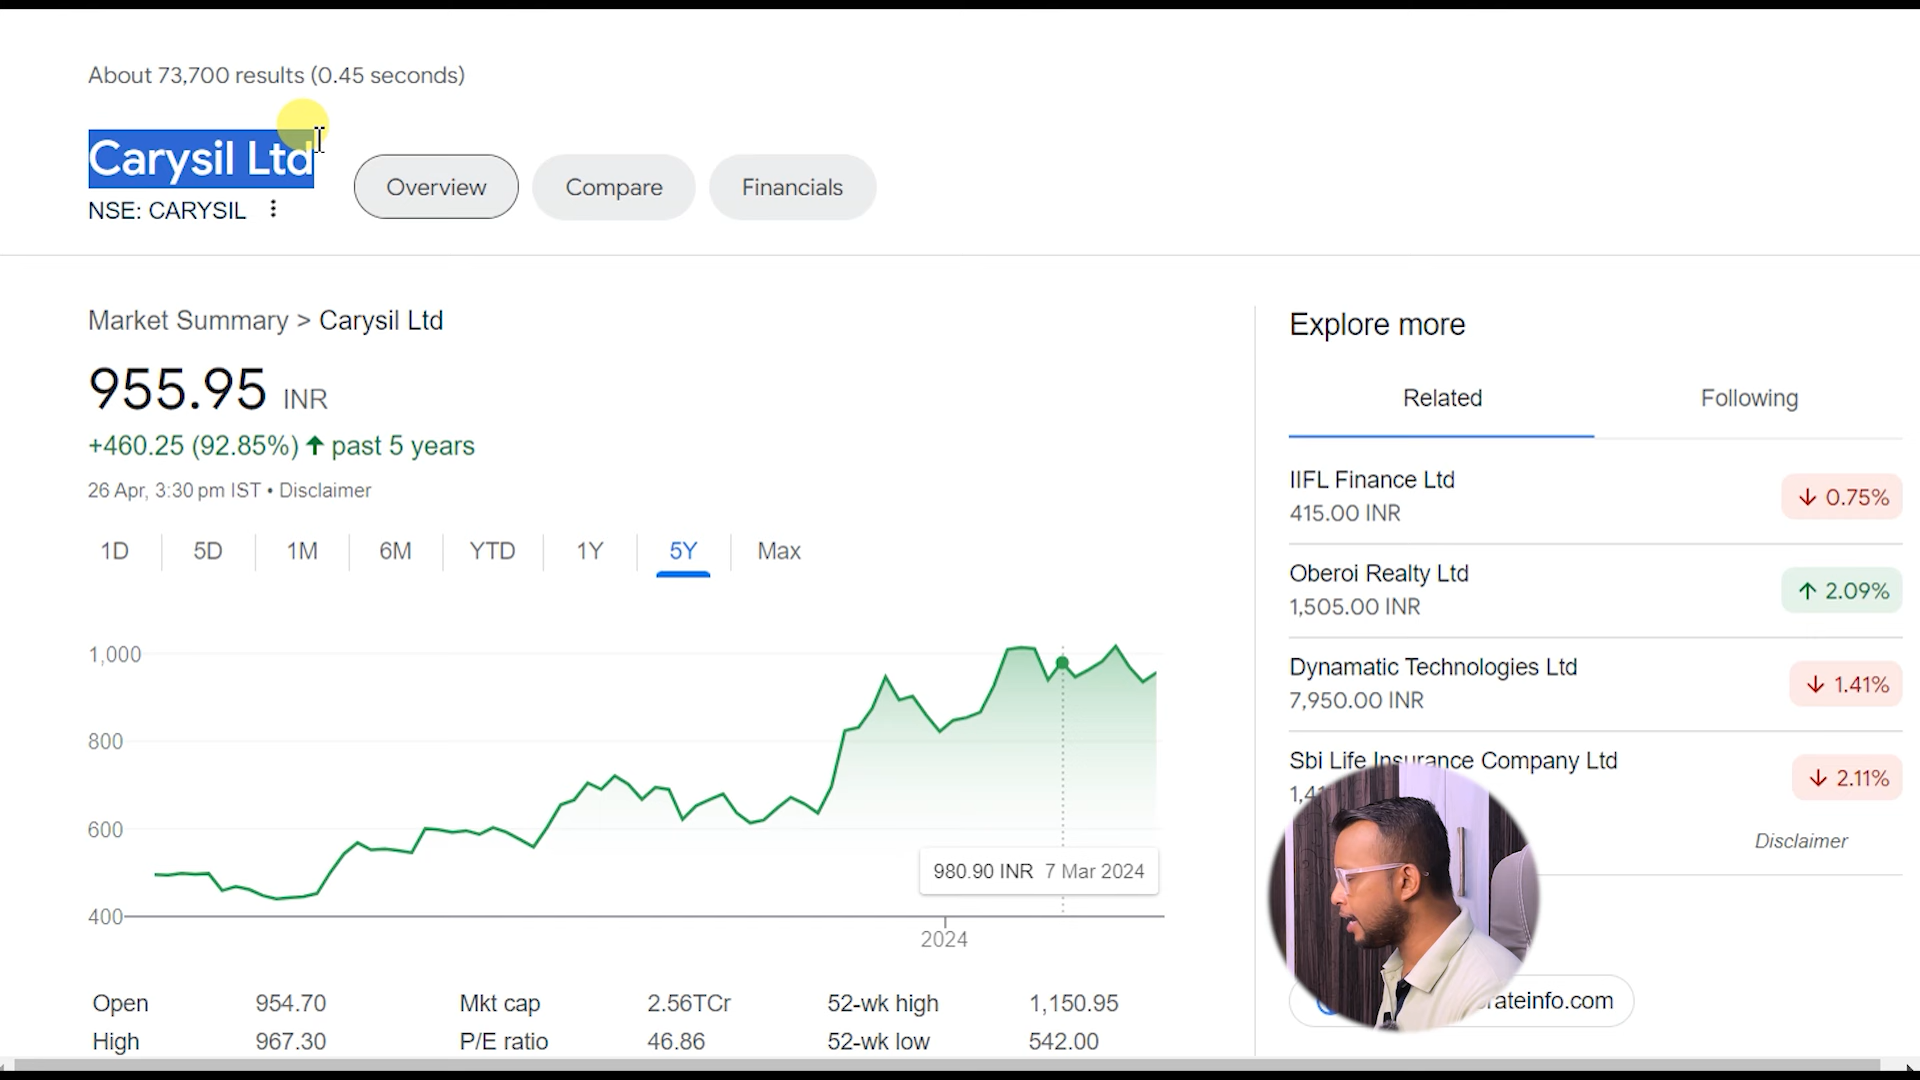 About 73,700 results (0.45 seconds)
Carysil Ltd
NSE: CARYSIL
Overview
Compare
Financials
Market Summary > Carysil Ltd
955.95 INR
+460.25 (92.85%) ↑ past 5 years
26 Apr, 3:30 pm IST • Disclaimer
1D
5D
1M
6M
YTD
1Y
5Y
Max
1,000
800
600
400
980.90 INR 7 Mar 2024
2024
Open 954.70
Mkt cap 2.56TCr
52-wk high 1,150.95
High 967.30
P/E ratio 46.86
52-wk low 542.00
Explore more
Related
Following
IIFL Finance Ltd
415.00 INR
↓ 0.75%
Oberoi Realty Ltd
1,505.00 INR
↑ 2.09%
Dynamatic Technologies Ltd
7,950.00 INR
↓ 1.41%
Sbi Life Insurance Company Ltd
↓ 2.11%
Disclaimer